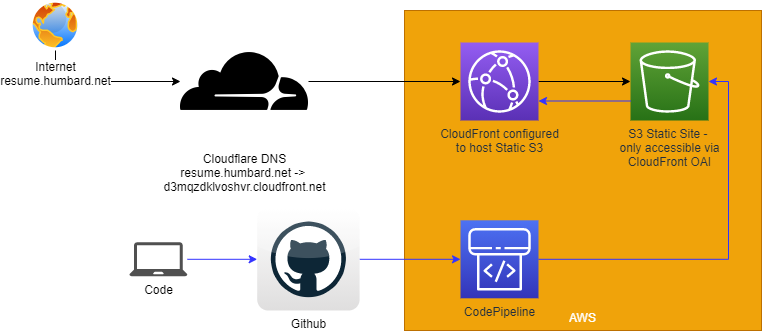 Internet
resume.humbard.net
CloudFront configured
to host Static S3
S3 Static Site -
only accessible via
CloudFront OAI
Cloudflare DNS
resume.humbard.net ->
d3mqzdklvoshvr.cloudfront.net
Code
Github
CodePipeline
AWS